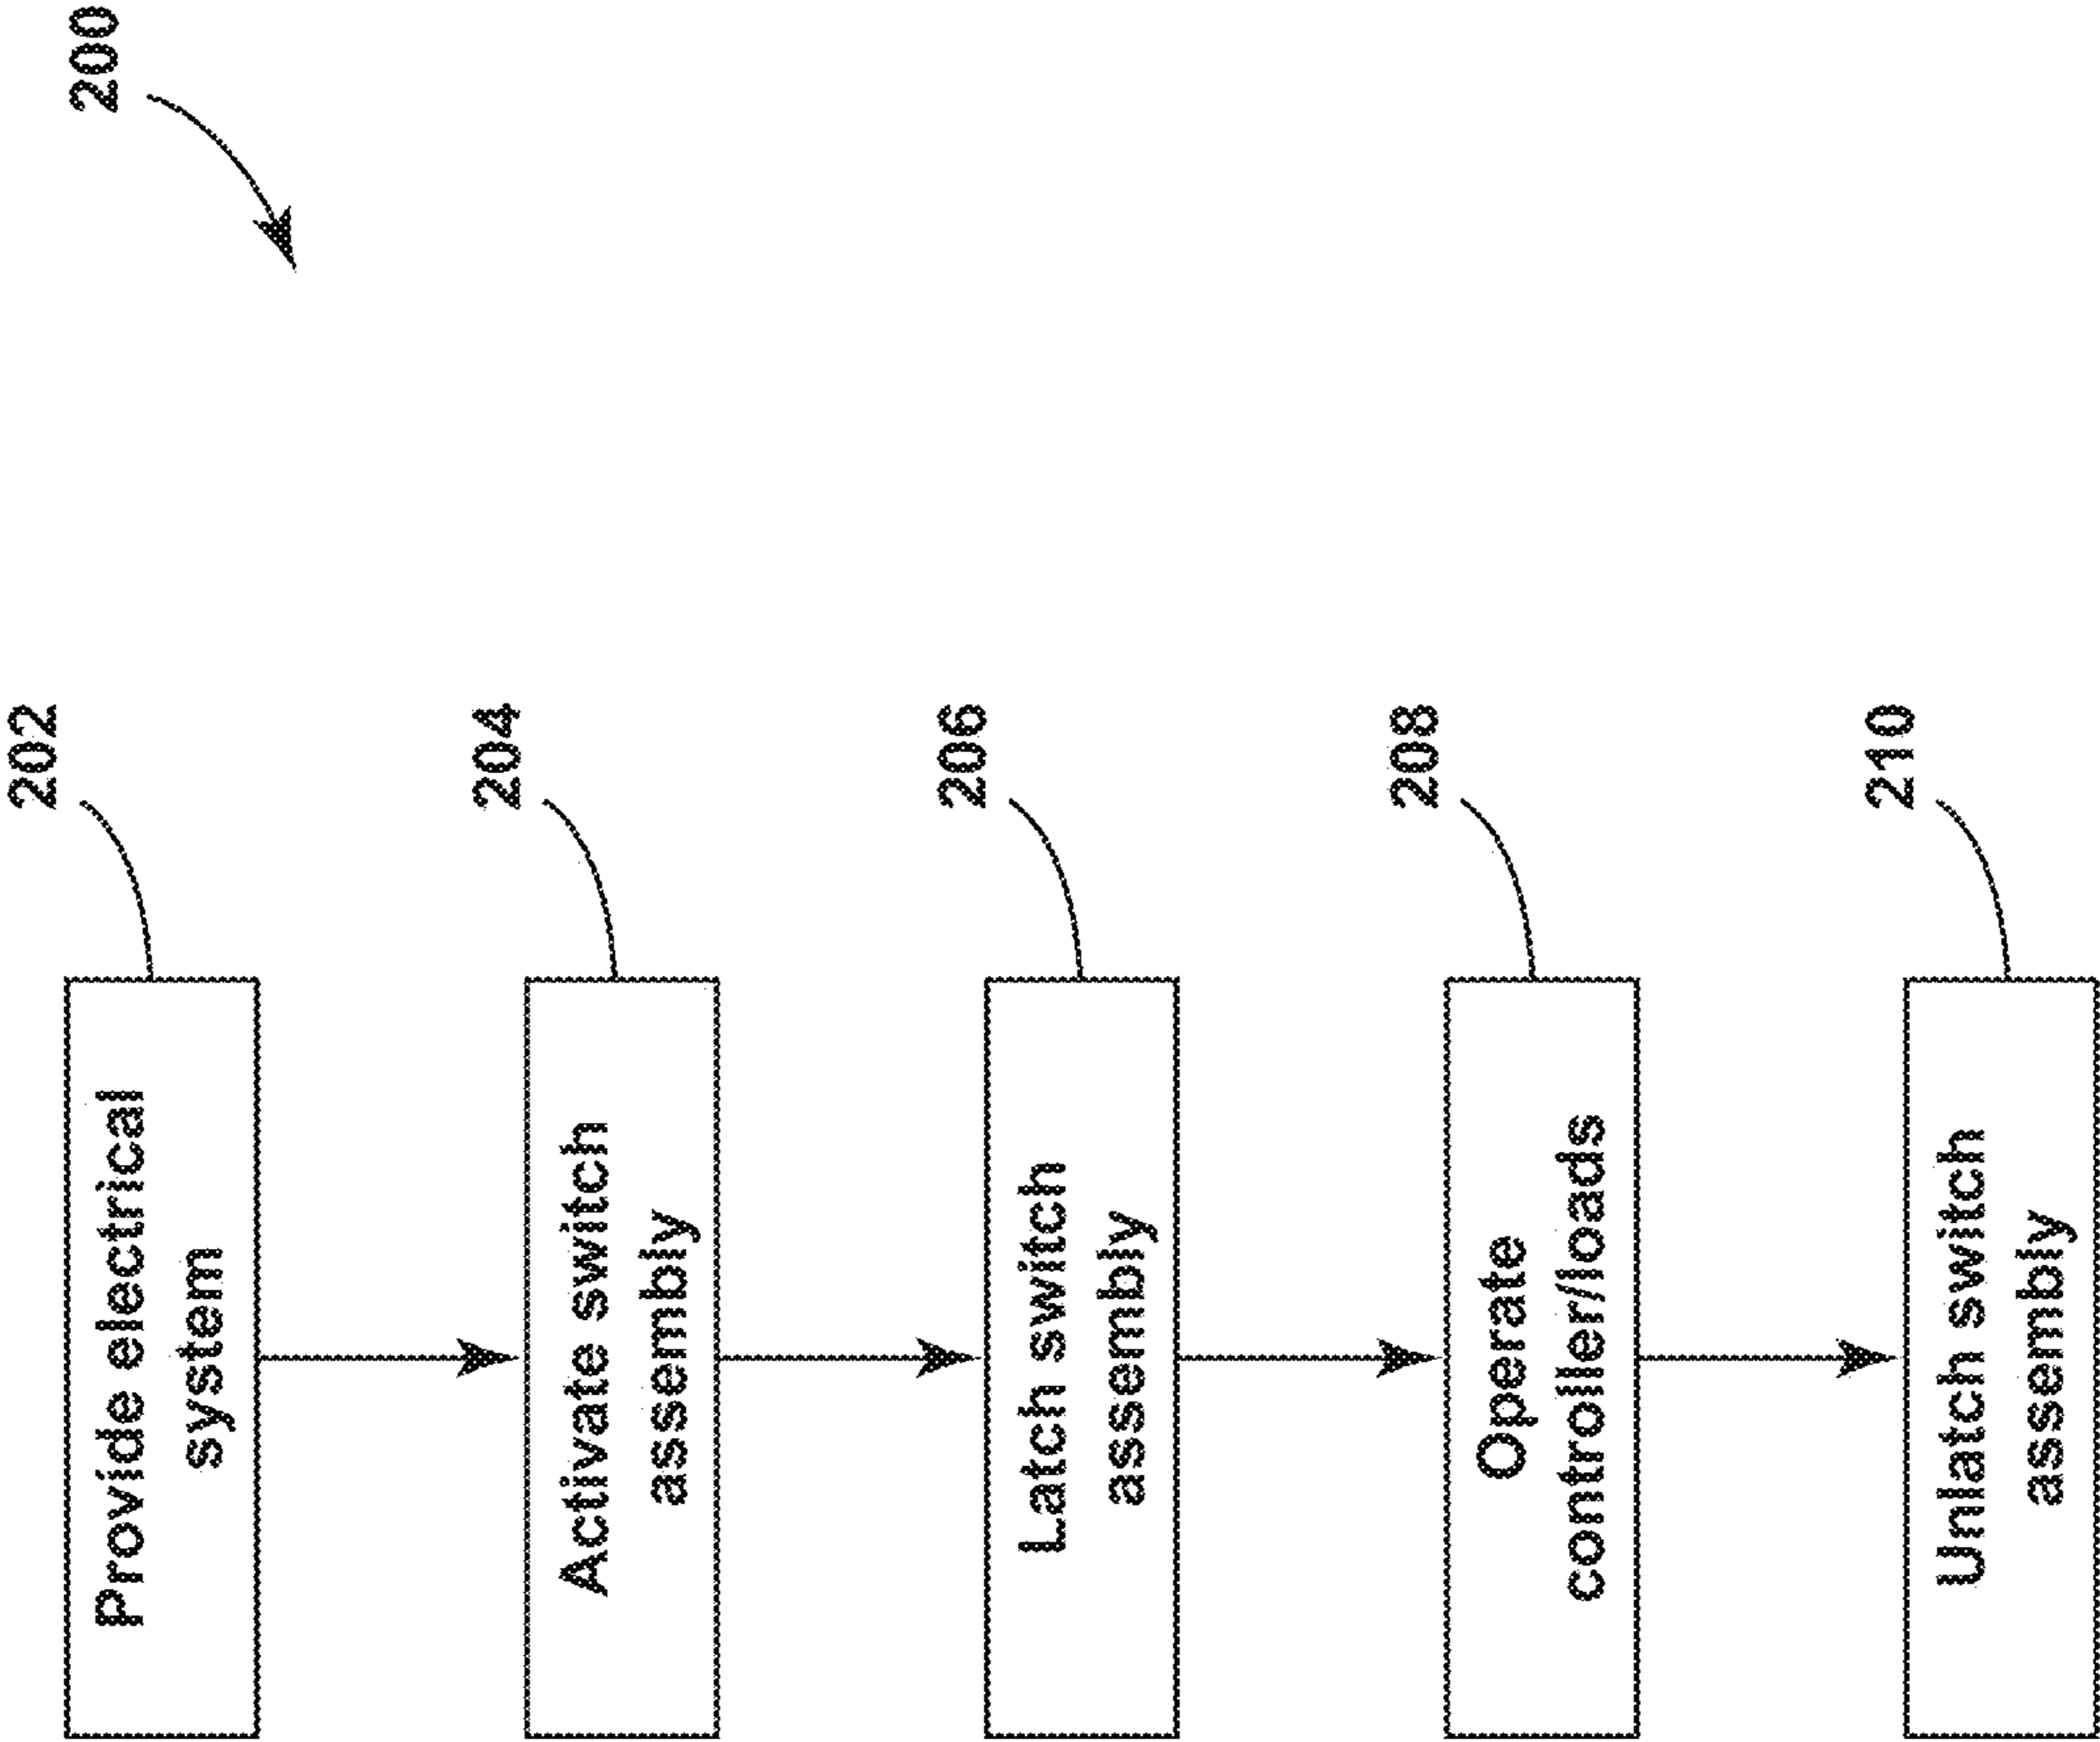 200
202
Provide electrical
system
204
Activate switch
assembly
206
Latch switch
assembly
208
Operate
controller/loads
210
Unlatch switch
assembly